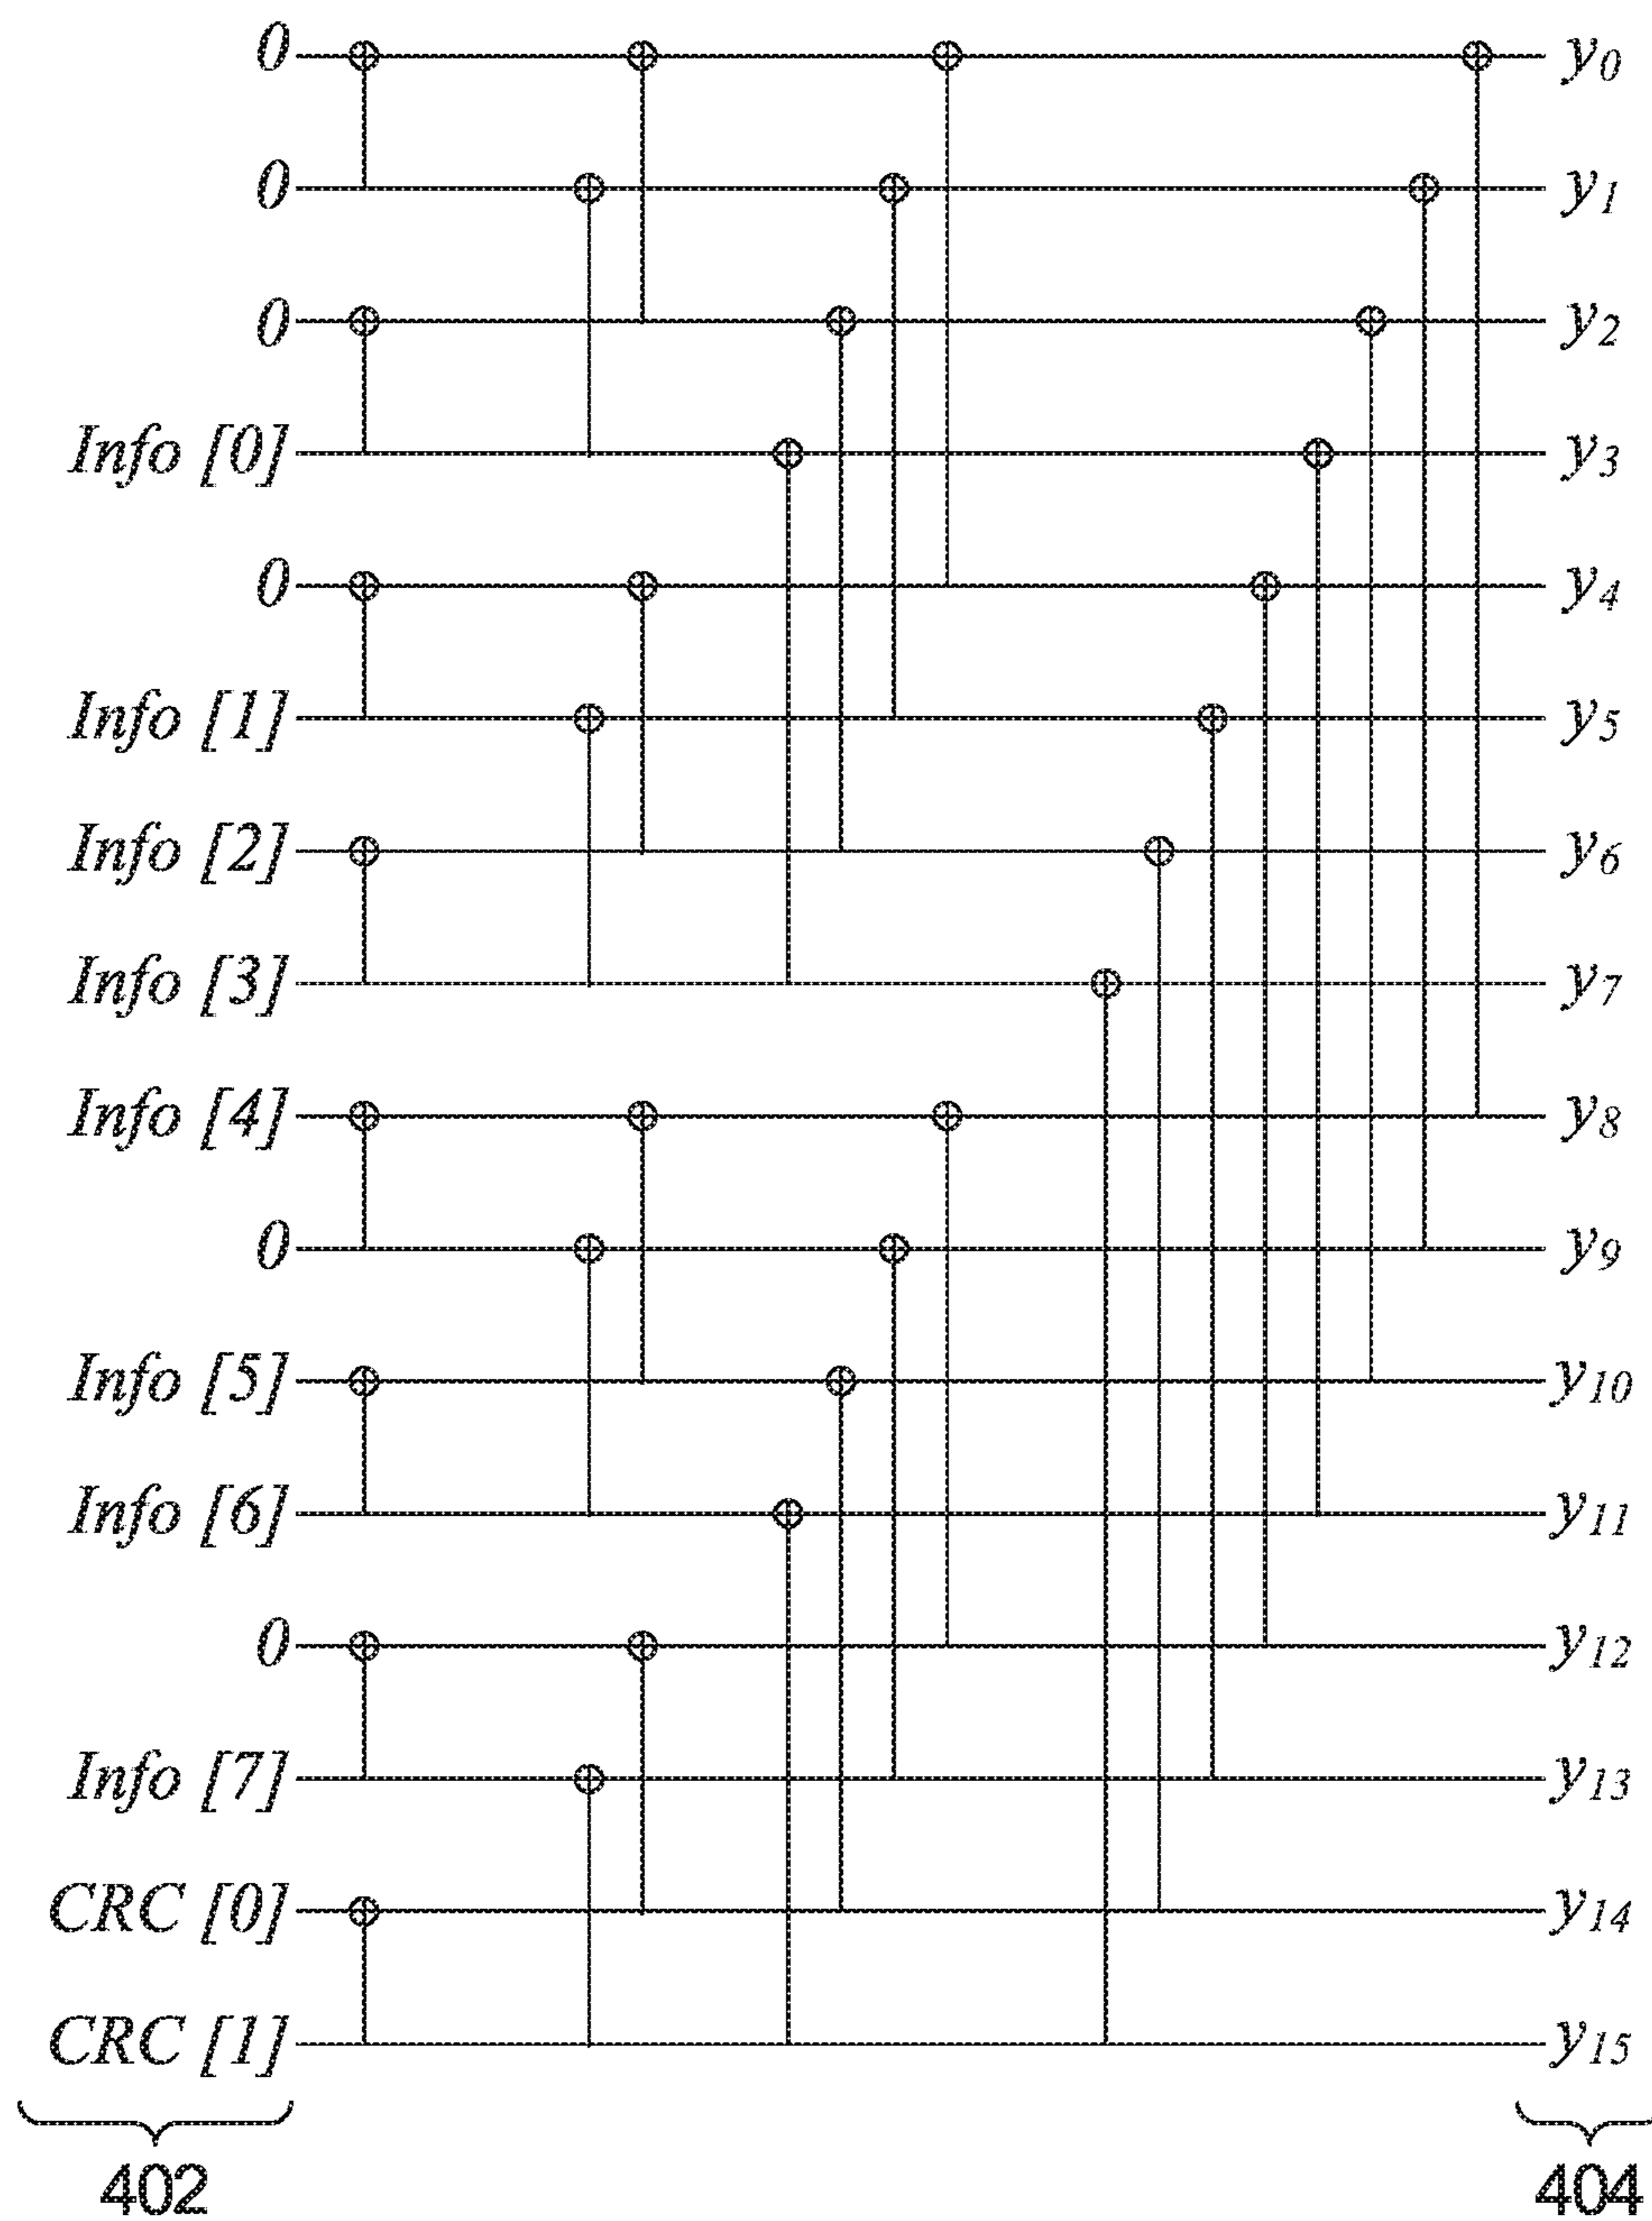 0 y0
0 y1
0 y2
Info [0] y3
0 y4
Info [1] y5
Info [2] y6
Info [3] y7
Info [4] y8
0 y9
Info [5] y10
Info [6] y11
0 y12
Info [7] y13
CRC [0] y14
CRC [1] y15
402 404